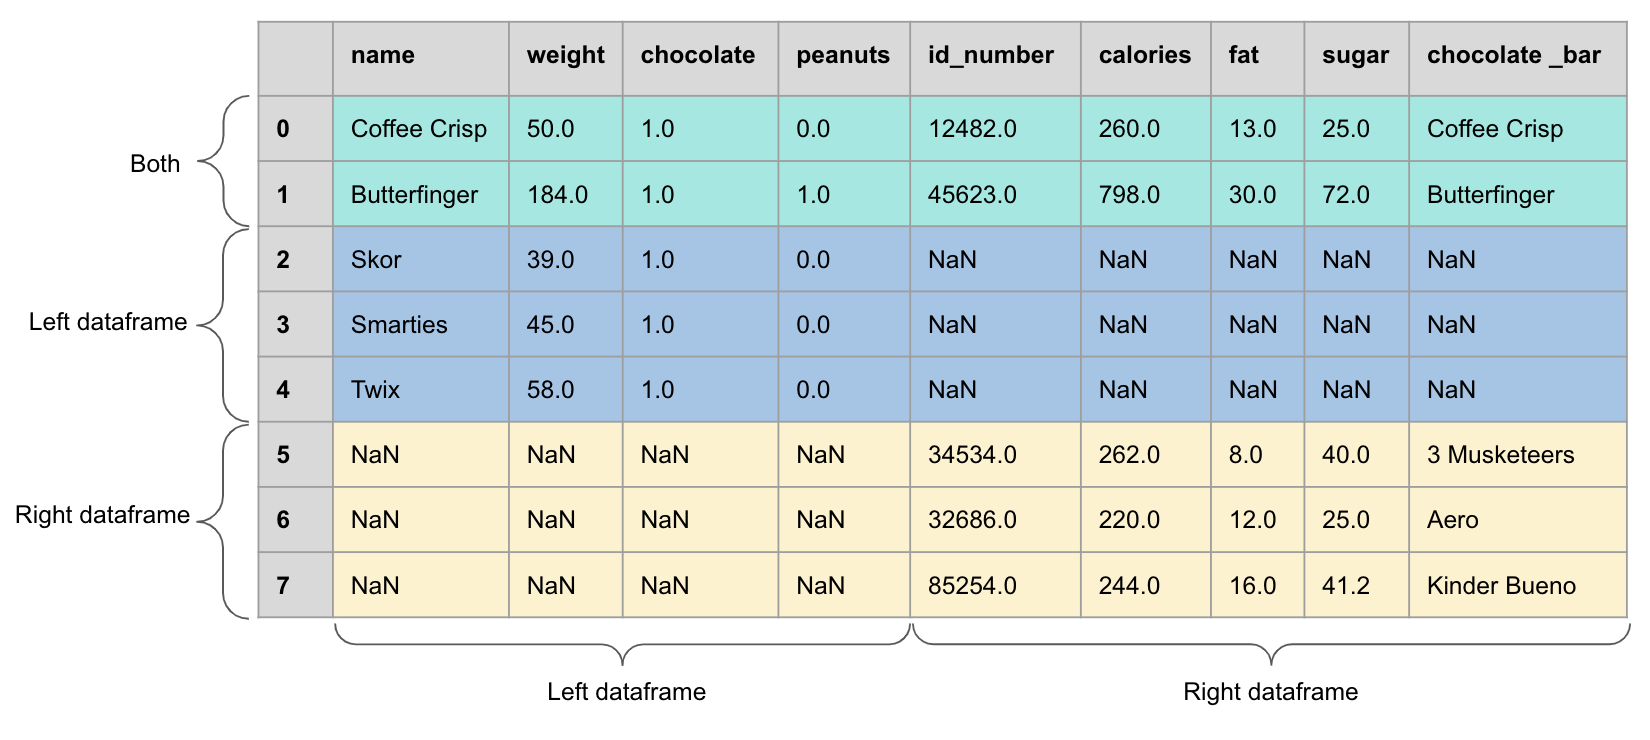 name weight chocolate peanuts id_number calories fat sugar chocolate _bar
0 Coffee Crisp 50.0 1.0 0.0 12482.0 260.0 13.0 25.0 Coffee Crisp
Both
1 Butterfinger 184.0 1.0 1.0 45623.0 798.0 30.0 72.0 Butterfinger
2 Skor 39.0 1.0 0.0 NaN NaN NaN NaN NaN
Left dataframe 3 Smarties 45.0 1.0 0.0 NaN NaN NaN NaN NaN
4 Twix 58.0 1.0 0.0 NaN NaN NaN NaN NaN
5 NaN NaN NaN NaN 34534.0 262.0 8.0 40.0 3 Musketeers
Right dataframe 6 NaN NaN NaN NaN 32686.0 220.0 12.0 25.0 Aero
7 NaN NaN NaN NaN 85254.0 244.0 16.0 41.2 Kinder Bueno
Left dataframe Right dataframe